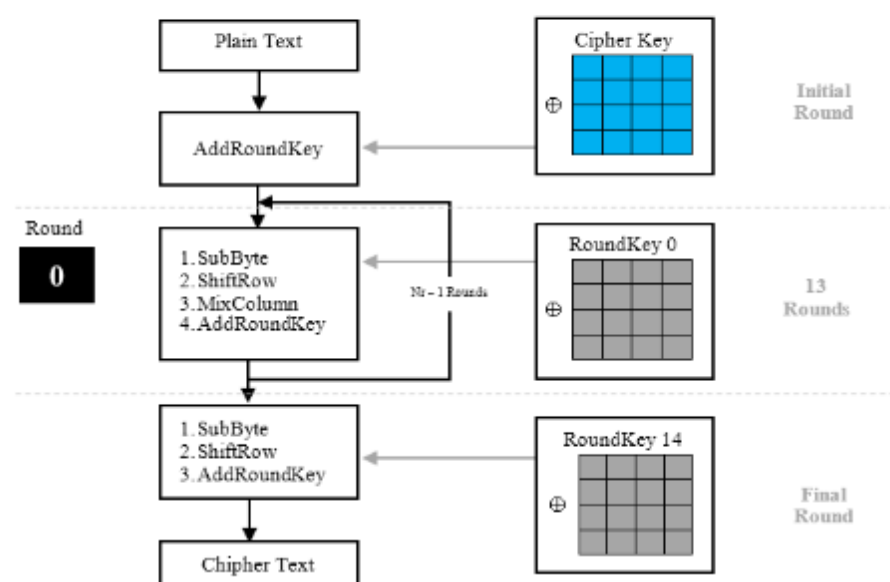 Plain Text
Cipher Key
⊕
Initial
Round
AddRoundKey
Round
0
1.SubByte
2.ShiftRow
3.MixColumn
4.AddRoundKey
Nr – 1 Rounds
RoundKey 0
⊕
13
Rounds
1.SubByte
2.ShiftRow
3.AddRoundKey
RoundKey 14
⊕
Final
Round
Chipher Text